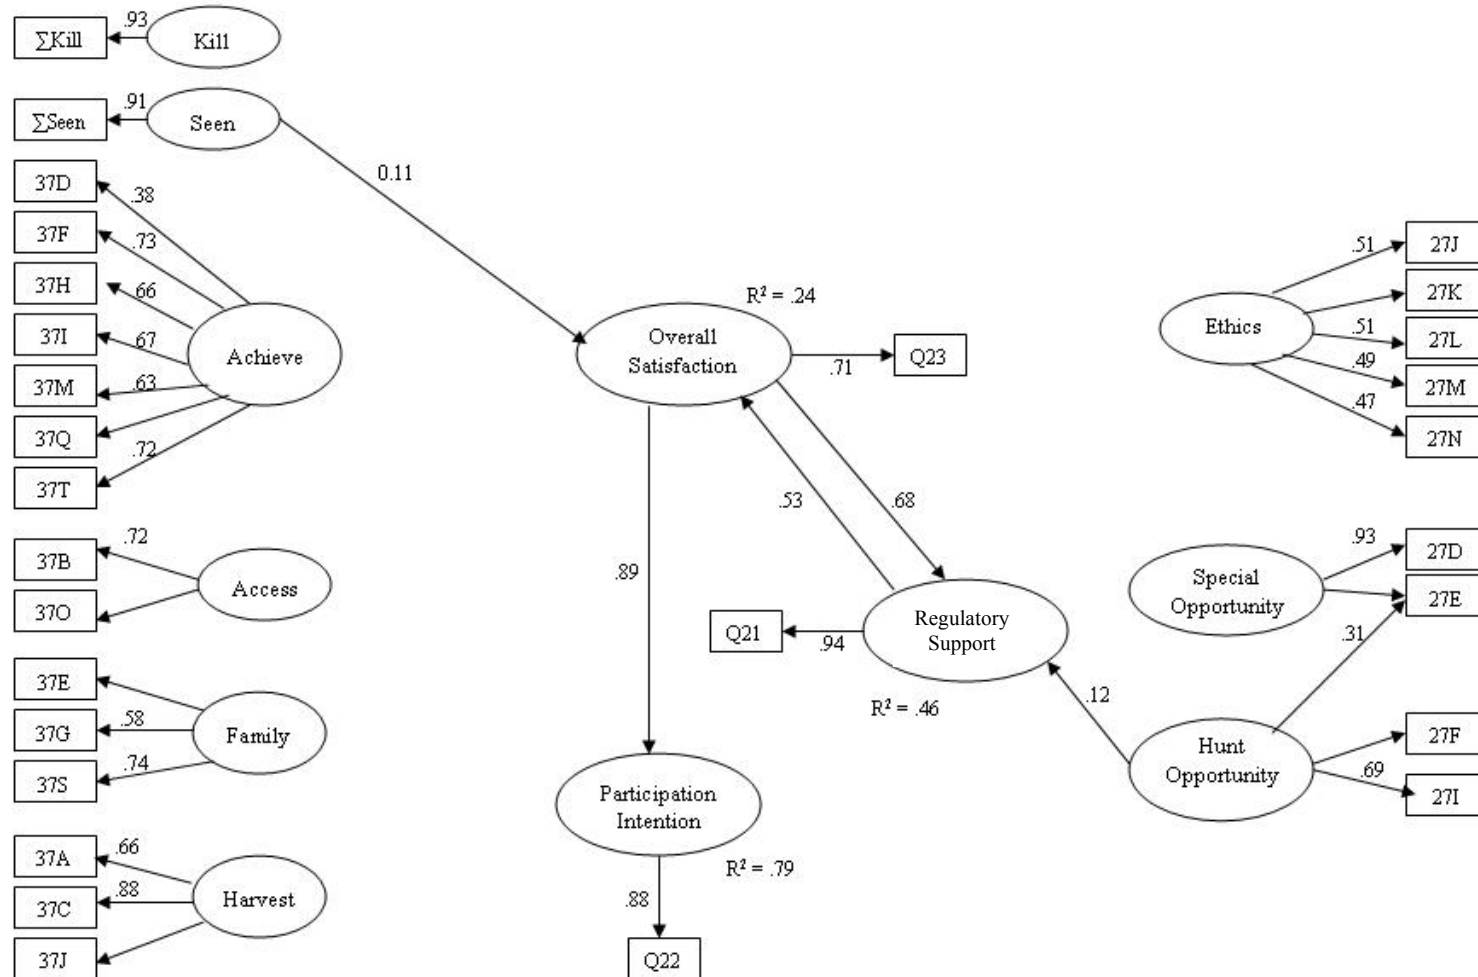 .93
∑Kill
Kill
.91
∑Seen
Seen
0.11
37D
.38
37F
.73
37H
.66
37I
.67
37M
.63
37Q
37T
.72
Achieve
37B
.72
37O
Access
37E
37G
.58
37S
.74
Family
37A
.66
37C
.88
37J
Harvest
R² = .24
Overall
Satisfaction
.71
Q23
.53
.68
.89
Q21
.94
Regulatory
Support
R² = .46
.12
Participation
Intention
R² = .79
.88
Q22
Ethics
.51
27J
27K
.51
27L
.49
27M
.47
27N
Special
Opportunity
.93
27D
27E
.31
Hunt
Opportunity
27F
.69
27I